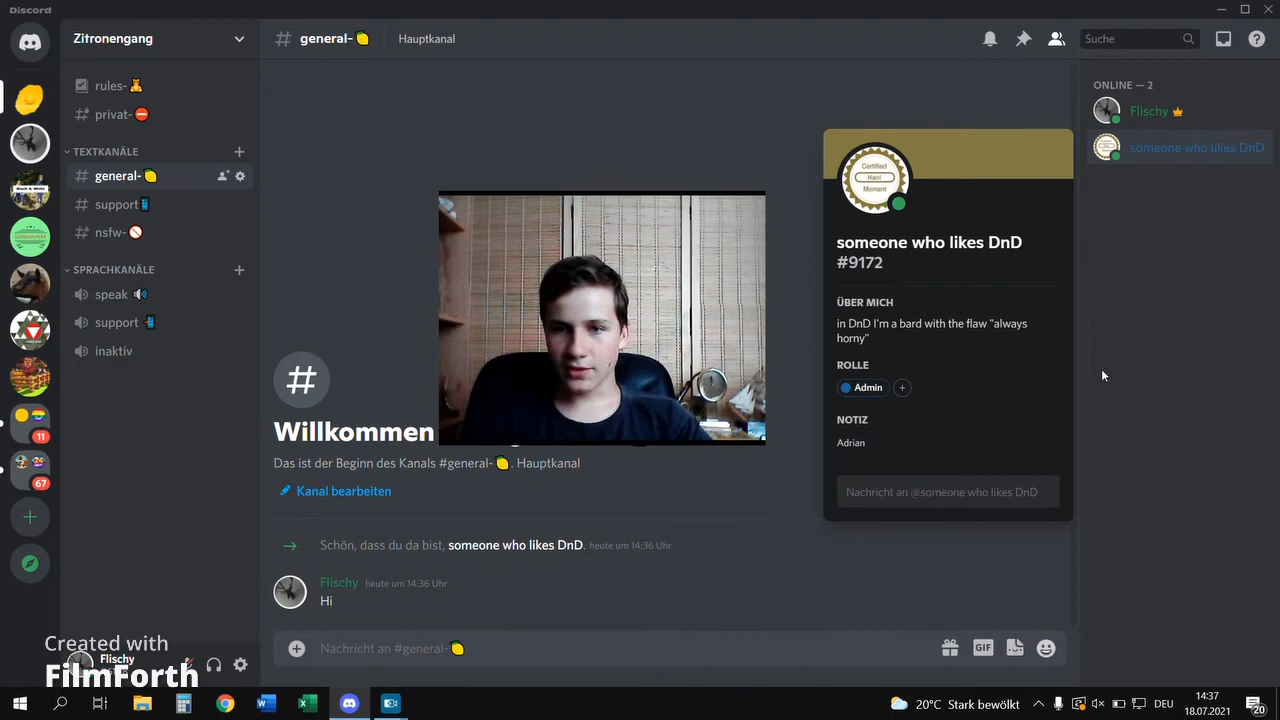 Discord
Zitronengang
general-🍋
Hauptkanal
Suche
rules-
privat-⛔
TEXTKANÄLE
general-🍋
support
nsfw-🚫
SPRACHKANÄLE
speak 🔊
support 📲
inaktiv
11
67
Willkommen
Das ist der Beginn des Kanals #general-🍋. Hauptkanal
Kanal bearbeiten
Schön, dass du da bist, someone who likes DnD. heute um 14:36 Uhr
Flischy heute um 14:36 Uhr
Hi
Nachricht an #general-🍋
GIF
Certified
Nani
Moment
someone who likes DnD
#9172
ÜBER MICH
in DnD I'm a bard with the flaw "always
horny"
ROLLE
Admin
NOTIZ
Adrian
Nachricht an @someone who likes DnD
ONLINE — 2
Flischy
someone who likes DnD
Created with
FilmForth
Flischy
20°C Stark bewölkt
DEU
14:37
18.07.2021
20